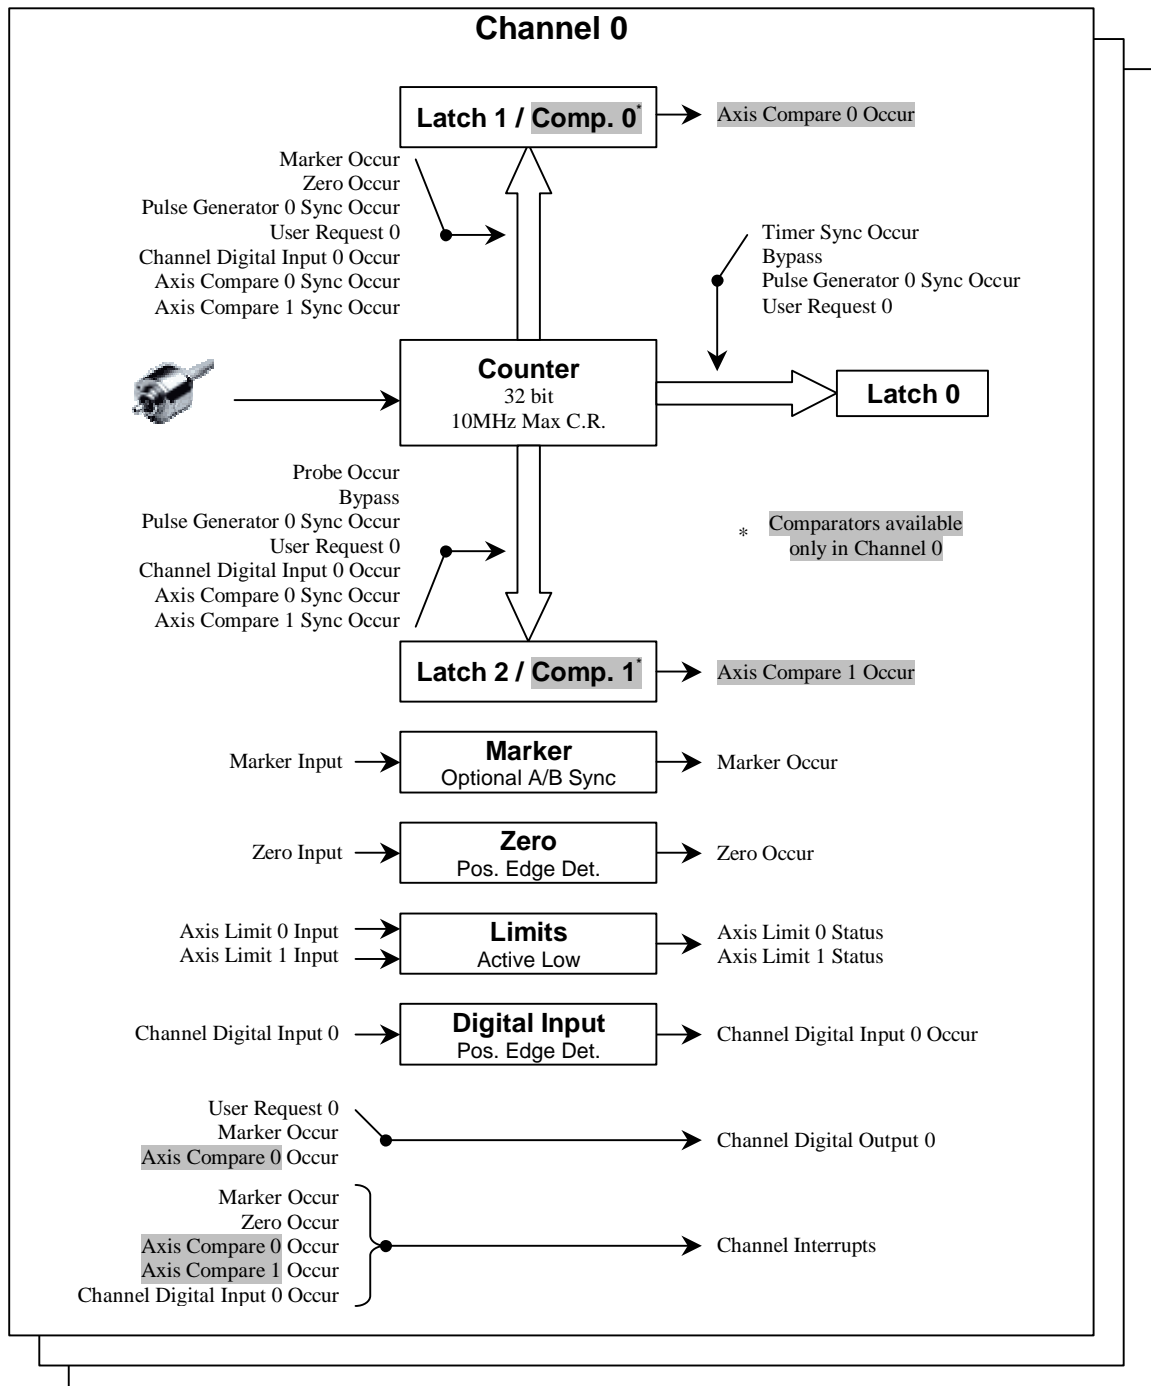 Channel 0
Latch 1 / Comp. 0*
Axis Compare 0 Occur
Marker Occur
Zero Occur
Pulse Generator 0 Sync Occur
User Request 0
Channel Digital Input 0 Occur
Axis Compare 0 Sync Occur
Axis Compare 1 Sync Occur
Timer Sync Occur
Bypass
Pulse Generator 0 Sync Occur
User Request 0
Counter
32 bit
10MHz Max C.R.
Latch 0
Probe Occur
Bypass
Pulse Generator 0 Sync Occur
User Request 0
Channel Digital Input 0 Occur
Axis Compare 0 Sync Occur
Axis Compare 1 Sync Occur
* Comparators available
only in Channel 0
Latch 2 / Comp. 1*
Axis Compare 1 Occur
Marker Input
Marker
Optional A/B Sync
Marker Occur
Zero Input
Zero
Pos. Edge Det.
Zero Occur
Axis Limit 0 Input
Axis Limit 1 Input
Limits
Active Low
Axis Limit 0 Status
Axis Limit 1 Status
Channel Digital Input 0
Digital Input
Pos. Edge Det.
Channel Digital Input 0 Occur
User Request 0
Marker Occur
Axis Compare 0 Occur
Channel Digital Output 0
Marker Occur
Zero Occur
Axis Compare 0 Occur
Axis Compare 1 Occur
Channel Digital Input 0 Occur
Channel Interrupts